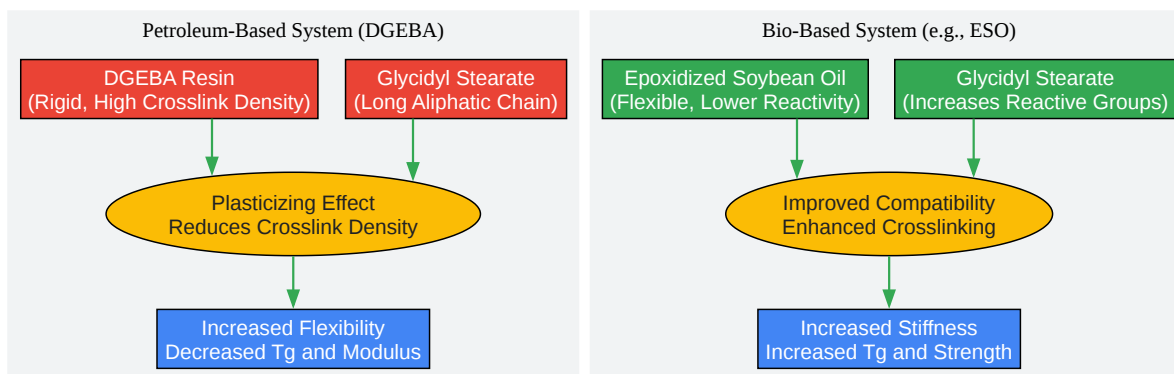 Petroleum-Based System (DGEBA)
DGEBA Resin
(Rigid, High Crosslink Density)
Glycidyl Stearate
(Long Aliphatic Chain)
Plasticizing Effect
Reduces Crosslink Density
Increased Flexibility
Decreased Tg and Modulus
Bio-Based System (e.g., ESO)
Epoxidized Soybean Oil
(Flexible, Lower Reactivity)
Glycidyl Stearate
(Increases Reactive Groups)
Improved Compatibility
Enhanced Crosslinking
Increased Stiffness
Increased Tg and Strength